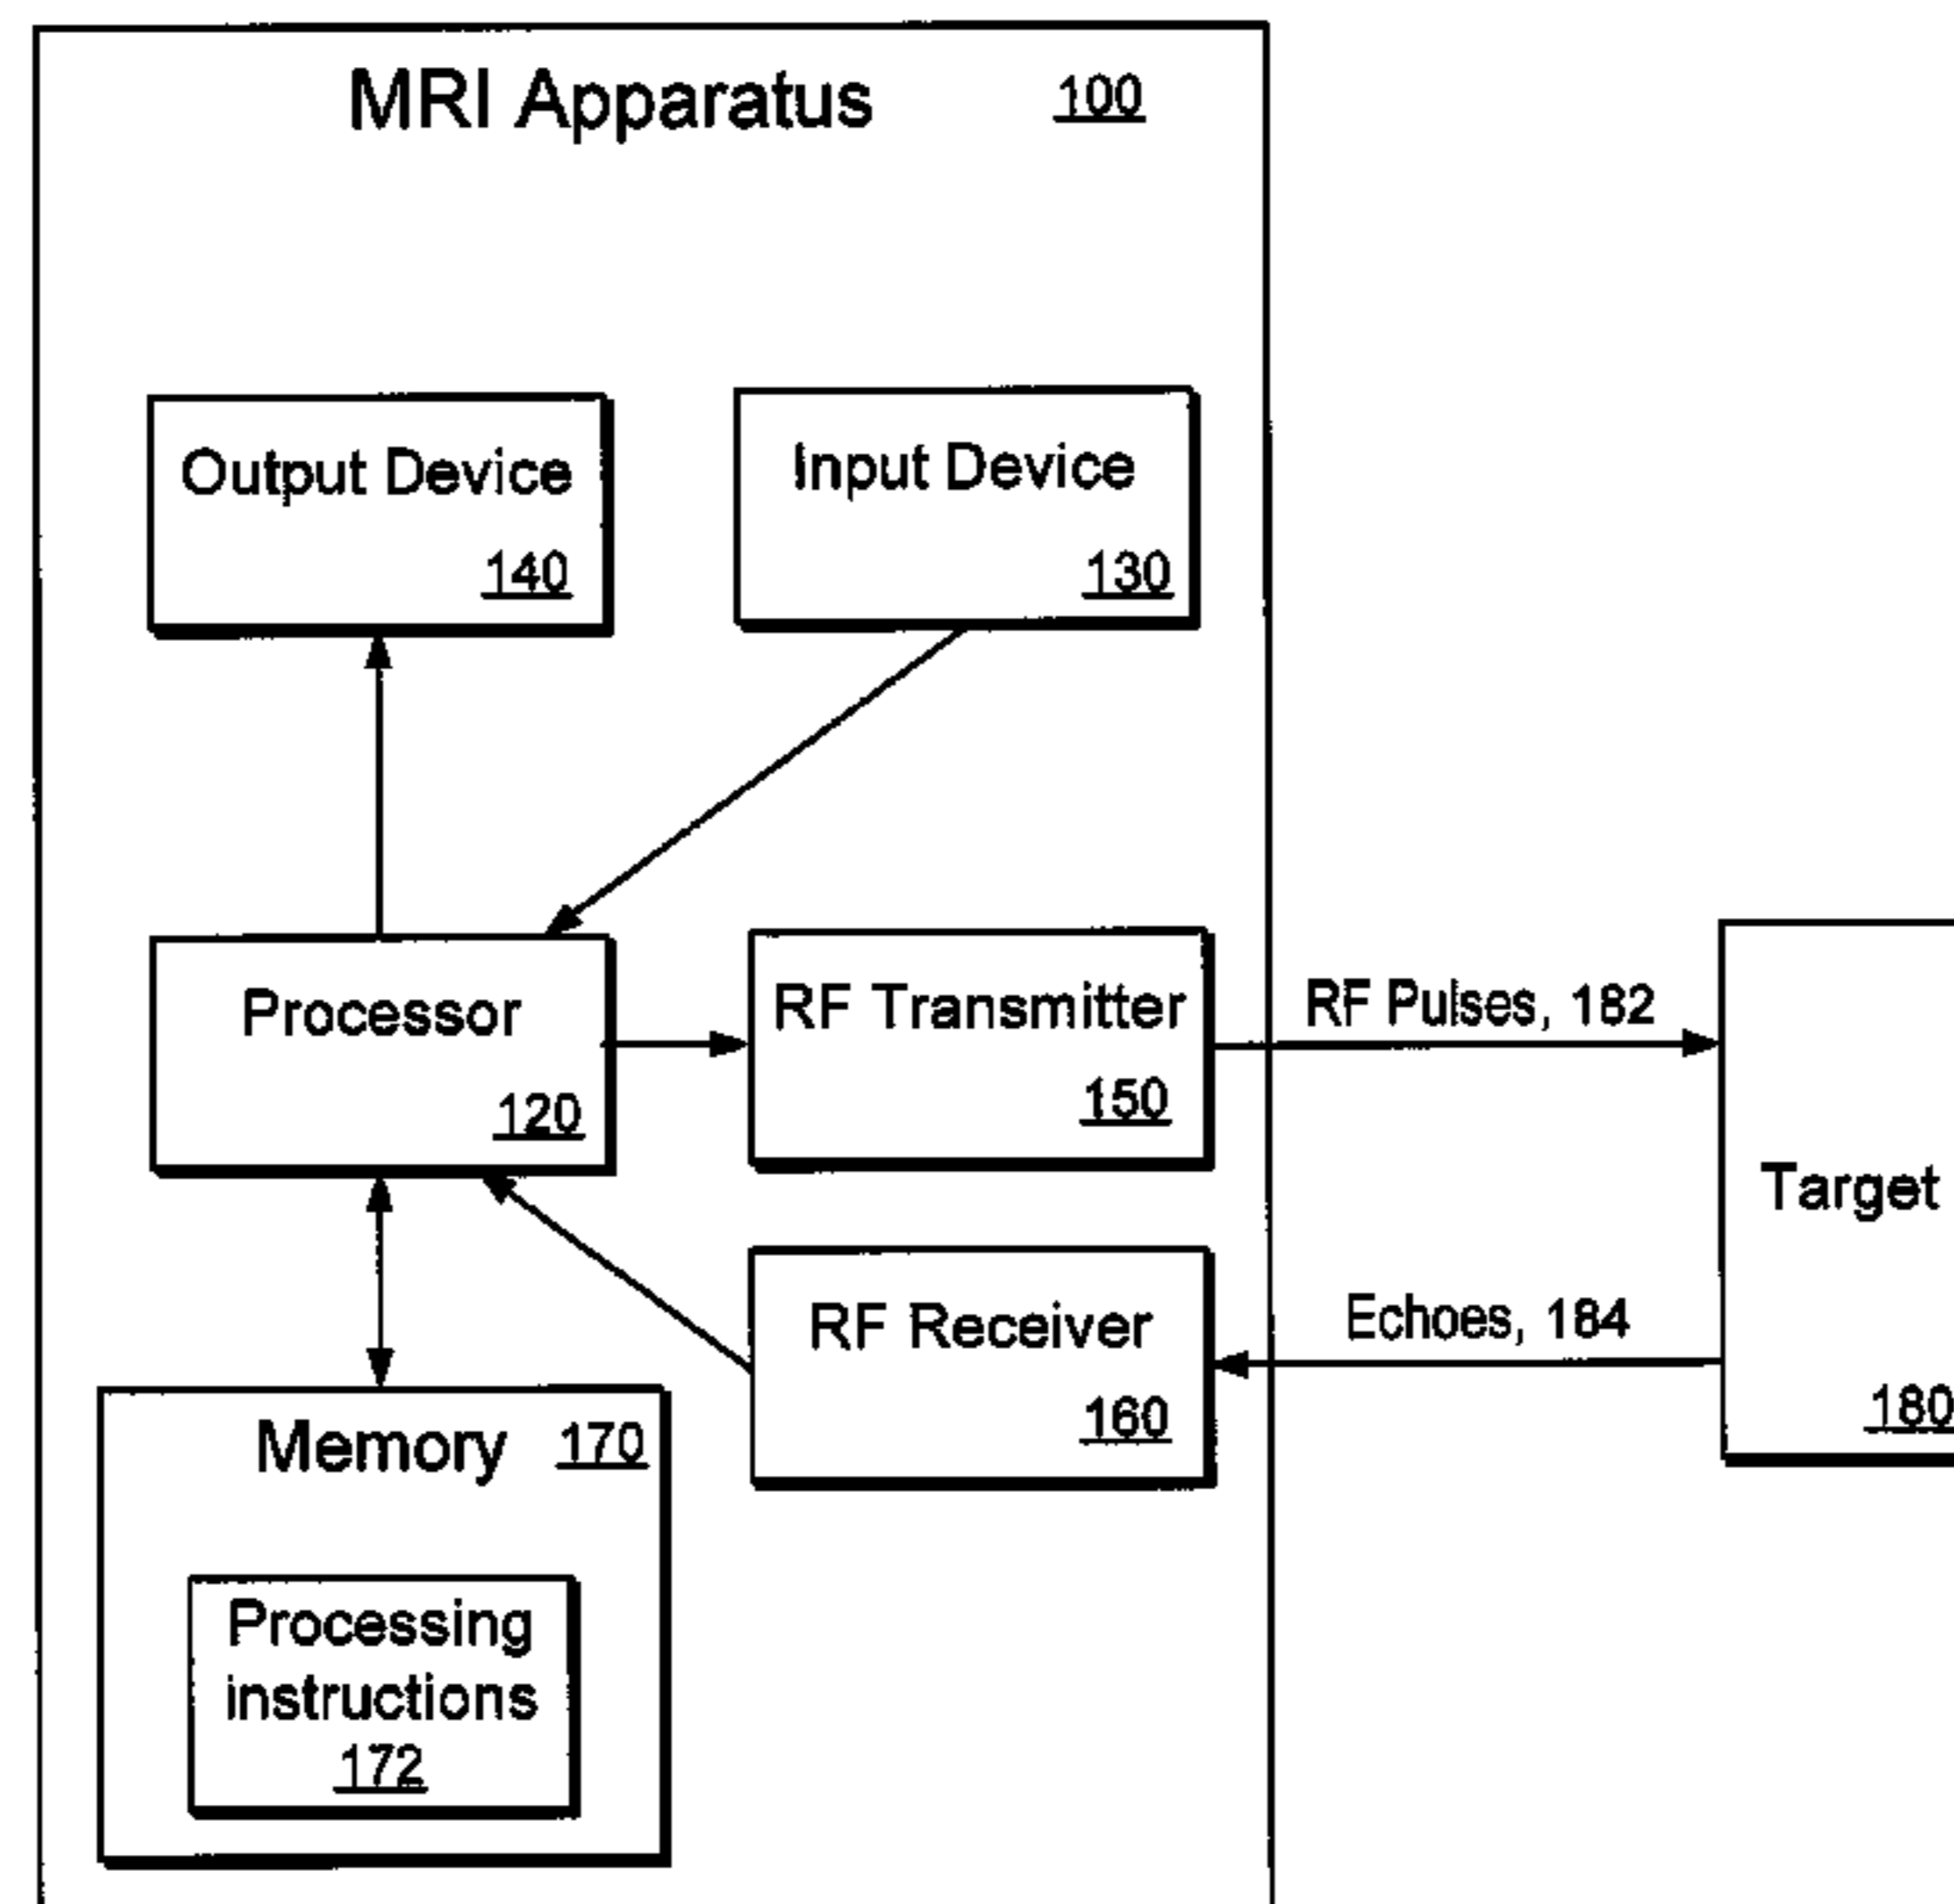 MRI Apparatus 100
Output Device
140
Input Device
130
Processor
120
RF Transmitter
150
RF Pulses, 182
Target
180
RF Receiver
160
Echoes, 184
Memory 170
Processing
instructions
172